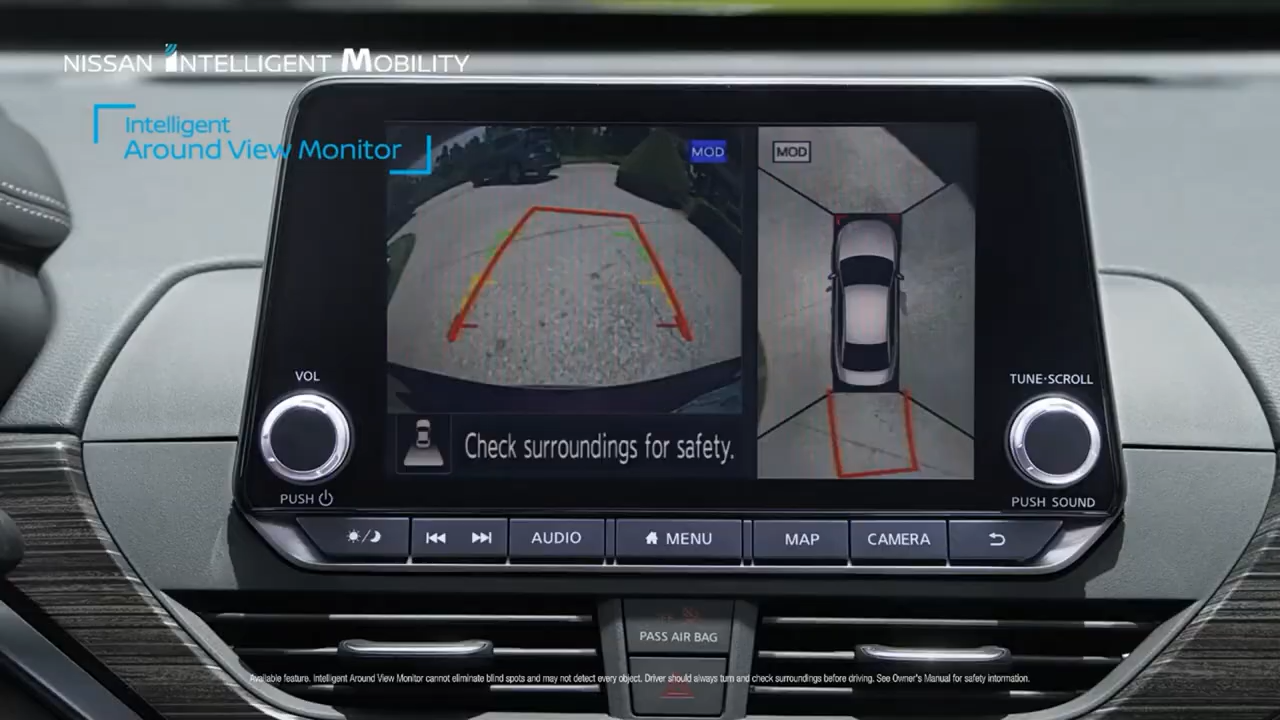 NISSAN INTELLIGENT MOBILITY
Intelligent
Around View Monitor
MOD
MOD
Check surroundings for safety.
VOL
PUSH
TUNE·SCROLL
PUSH SOUND
AUDIO
MENU
MAP
CAMERA
PASS AIR BAG
Available feature. Intelligent Around View Monitor cannot eliminate blind spots and may not detect every object. Driver should always turn and check surroundings before driving. See Owner's Manual for safety information.